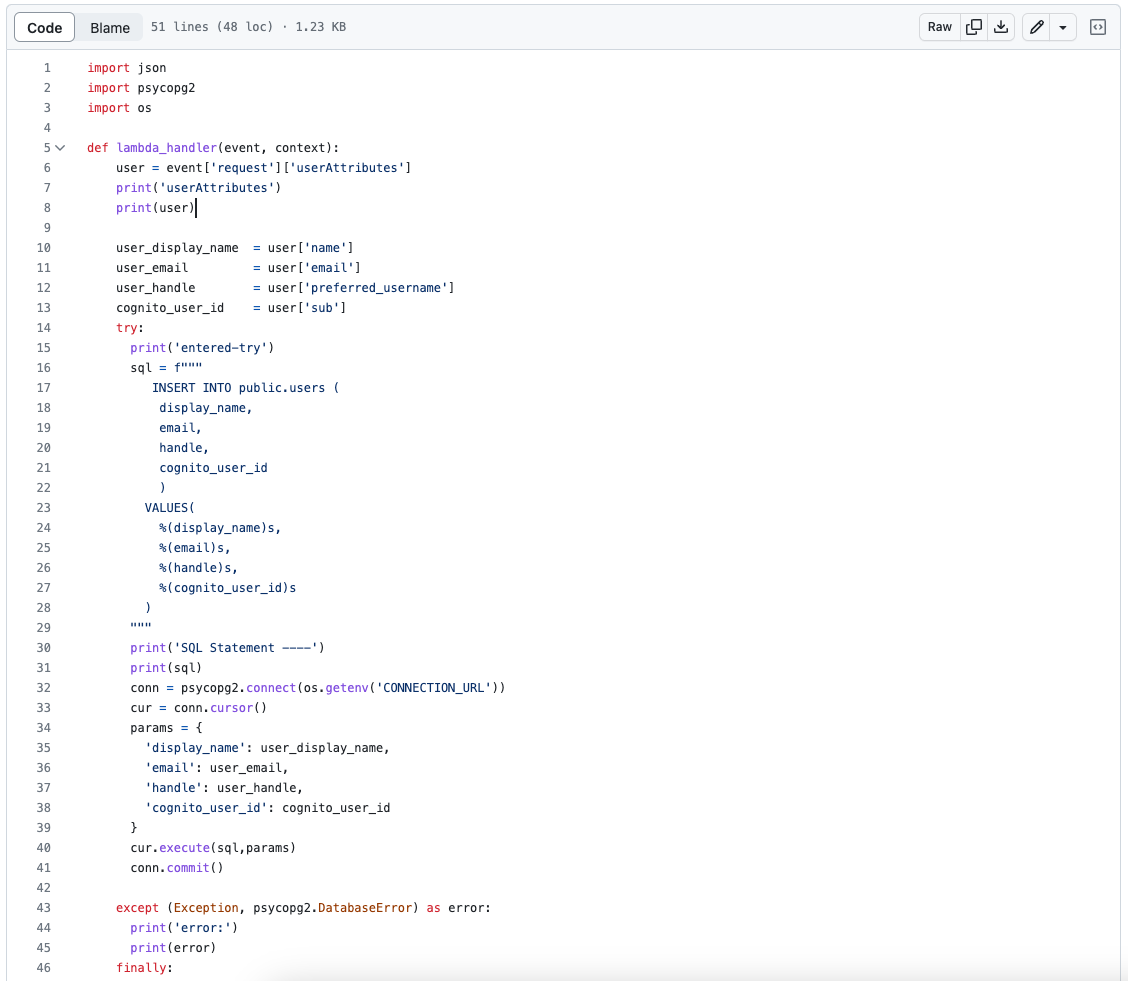 Code Blame 51 lines (48 loc) · 1.23 KB Raw
1 import json
2 import psycopg2
3 import os
4
5 def lambda_handler(event, context):
6 user = event['request']['userAttributes']
7 print('userAttributes')
8 print(user)
9
10 user_display_name  = user['name']
11 user_email         = user['email']
12 user_handle        = user['preferred_username']
13 cognito_user_id    = user['sub']
14 try:
15 print('entered-try')
16 sql = f"""
17 INSERT INTO public.users (
18 display_name,
19 email,
20 handle,
21 cognito_user_id
22 )
23 VALUES(
24 %(display_name)s,
25 %(email)s,
26 %(handle)s,
27 %(cognito_user_id)s
28 )
29 """
30 print('SQL Statement ----')
31 print(sql)
32 conn = psycopg2.connect(os.getenv('CONNECTION_URL'))
33 cur = conn.cursor()
34 params = {
35 'display_name': user_display_name,
36 'email': user_email,
37 'handle': user_handle,
38 'cognito_user_id': cognito_user_id
39 }
40 cur.execute(sql,params)
41 conn.commit()
42
43 except (Exception, psycopg2.DatabaseError) as error:
44 print('error:')
45 print(error)
46 finally: